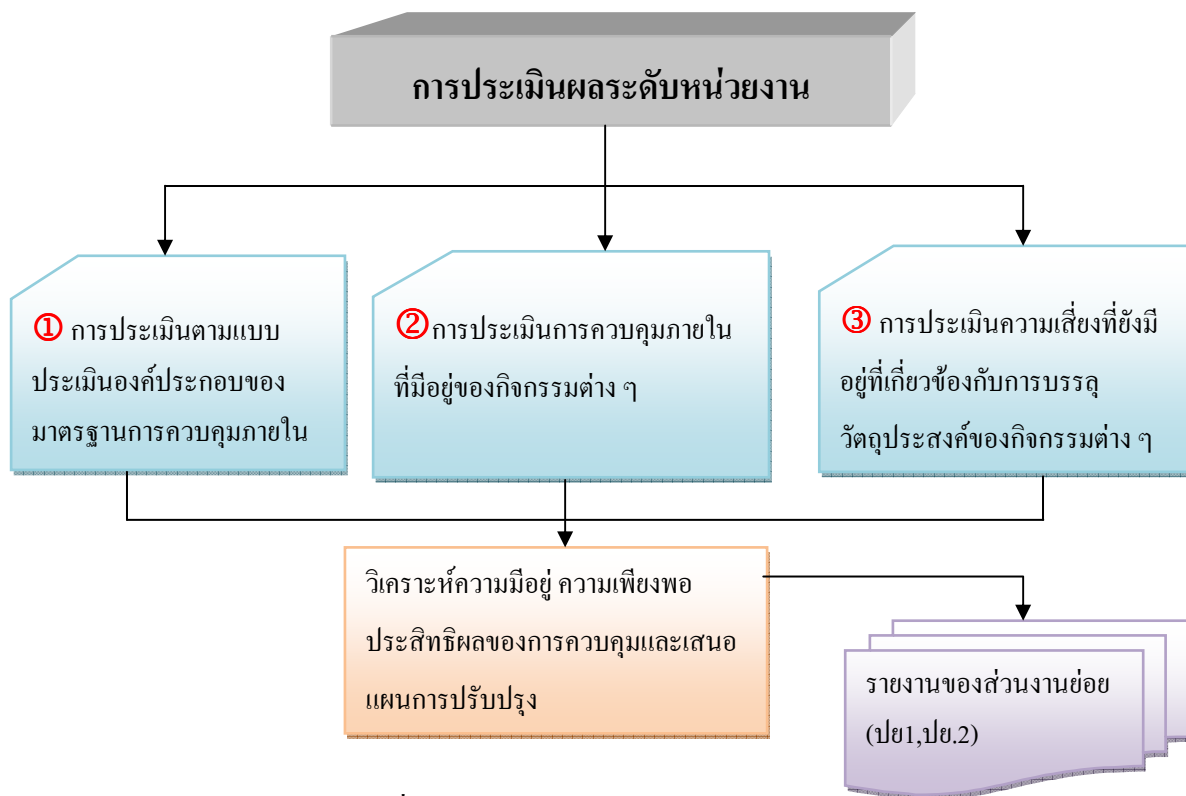 การประเมินผลระดับหน่วยงาน
① การประเมินตามแบบ
ประเมินองค์ประกอบของ
มาตรฐานการควบคุมภายใน
② การประเมินการควบคุมภายใน
ที่มีอยู่ของกิจกรรมต่าง ๆ
③ การประเมินความเสี่ยงที่ยังมี
อยู่ที่เกี่ยวข้องกับการบรรลุ
วัตถุประสงค์ของกิจกรรมต่าง ๆ
วิเคราะห์ความมีอยู่ ความเพียงพอ
ประสิทธิผลของการควบคุมและเสนอ
แผนการปรับปรุง
รายงานของส่วนงานย่อย
(ปย1,ปย.2)